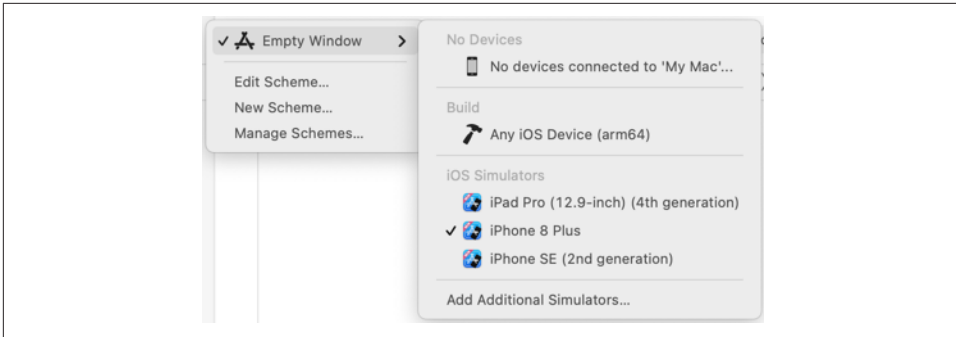 Empty Window
Edit Scheme...
New Scheme...
Manage Schemes...
No Devices
No devices connected to 'My Mac'...
Build
Any iOS Device (arm64)
iOS Simulators
iPad Pro (12.9-inch) (4th generation)
iPhone 8 Plus
iPhone SE (2nd generation)
Add Additional Simulators...